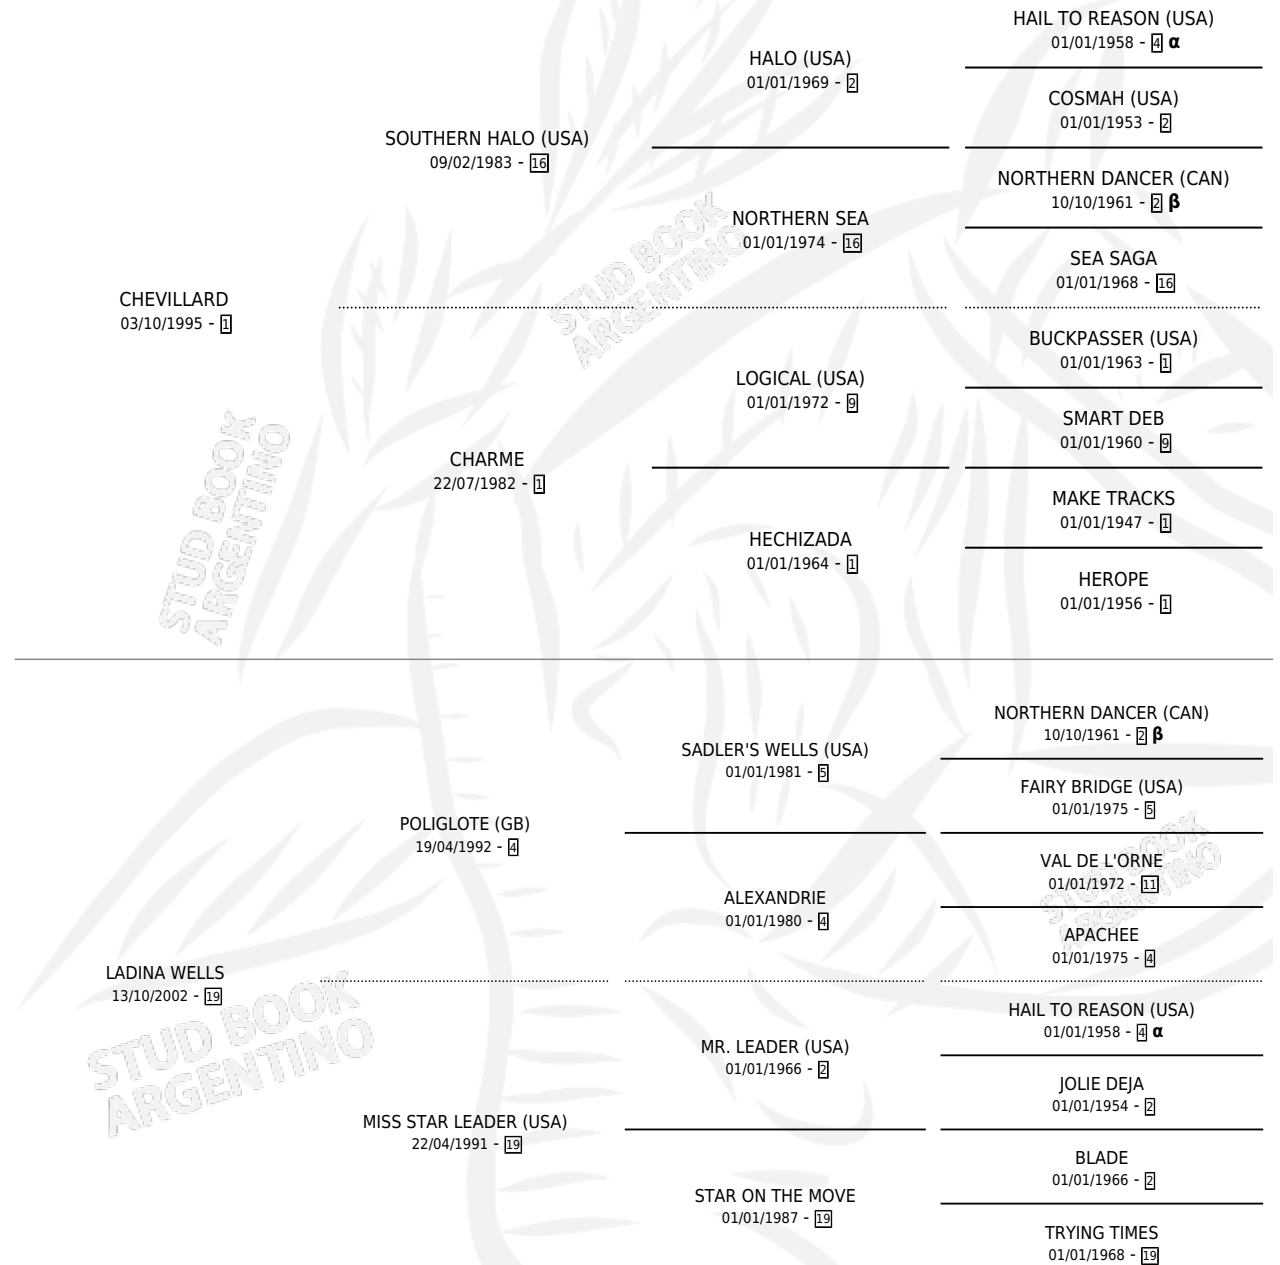 HAIL TO REASON (USA)
01/01/1958 - 4 α
HALO (USA)
01/01/1969 - 2
COSMAH (USA)
01/01/1953 - 2
SOUTHERN HALO (USA)
09/02/1983 - 16
NORTHERN DANCER (CAN)
10/10/1961 - 2 β
NORTHERN SEA
01/01/1974 - 16
SEA SAGA
01/01/1968 - 16
CHEVILLARD
03/10/1995 - 1
BUCKPASSER (USA)
01/01/1963 - 1
LOGICAL (USA)
01/01/1972 - 9
SMART DEB
01/01/1960 - 9
CHARME
22/07/1982 - 1
MAKE TRACKS
01/01/1947 - 1
HECHIZADA
01/01/1964 - 1
HEROPE
01/01/1956 - 1
NORTHERN DANCER (CAN)
10/10/1961 - 2 β
SADLER'S WELLS (USA)
01/01/1981 - 5
FAIRY BRIDGE (USA)
01/01/1975 - 5
POLIGLOTE (GB)
19/04/1992 - 4
VAL DE L'ORNE
01/01/1972 - 11
ALEXANDRIE
01/01/1980 - 4
APACHEE
01/01/1975 - 4
LADINA WELLS
13/10/2002 - 19
HAIL TO REASON (USA)
01/01/1958 - 4 α
MR. LEADER (USA)
01/01/1966 - 2
JOLIE DEJA
01/01/1954 - 2
MISS STAR LEADER (USA)
22/04/1991 - 19
BLADE
01/01/1966 - 2
STAR ON THE MOVE
01/01/1987 - 19
TRYING TIMES
01/01/1968 - 19
STUD BOOK
ARGENTINO
STUD BOOK
ARGENTINO
STUD BOOK
ARGENTINO
STUD BOOK
ARGENTINO